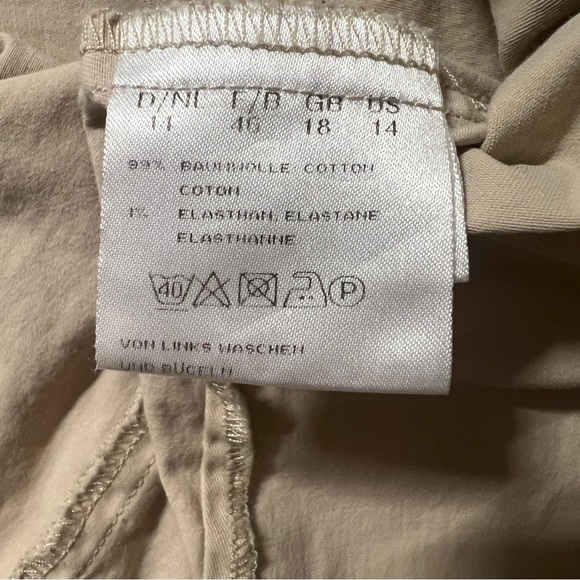 D/NL F/B GB US
44 46 18 14
99% BAUMWOLLE COTTON
COTON
1% ELASTHAN, ELASTANE
ELASTHANNE
40 P
VON LINKS WASCHEN
UND BÜGELN